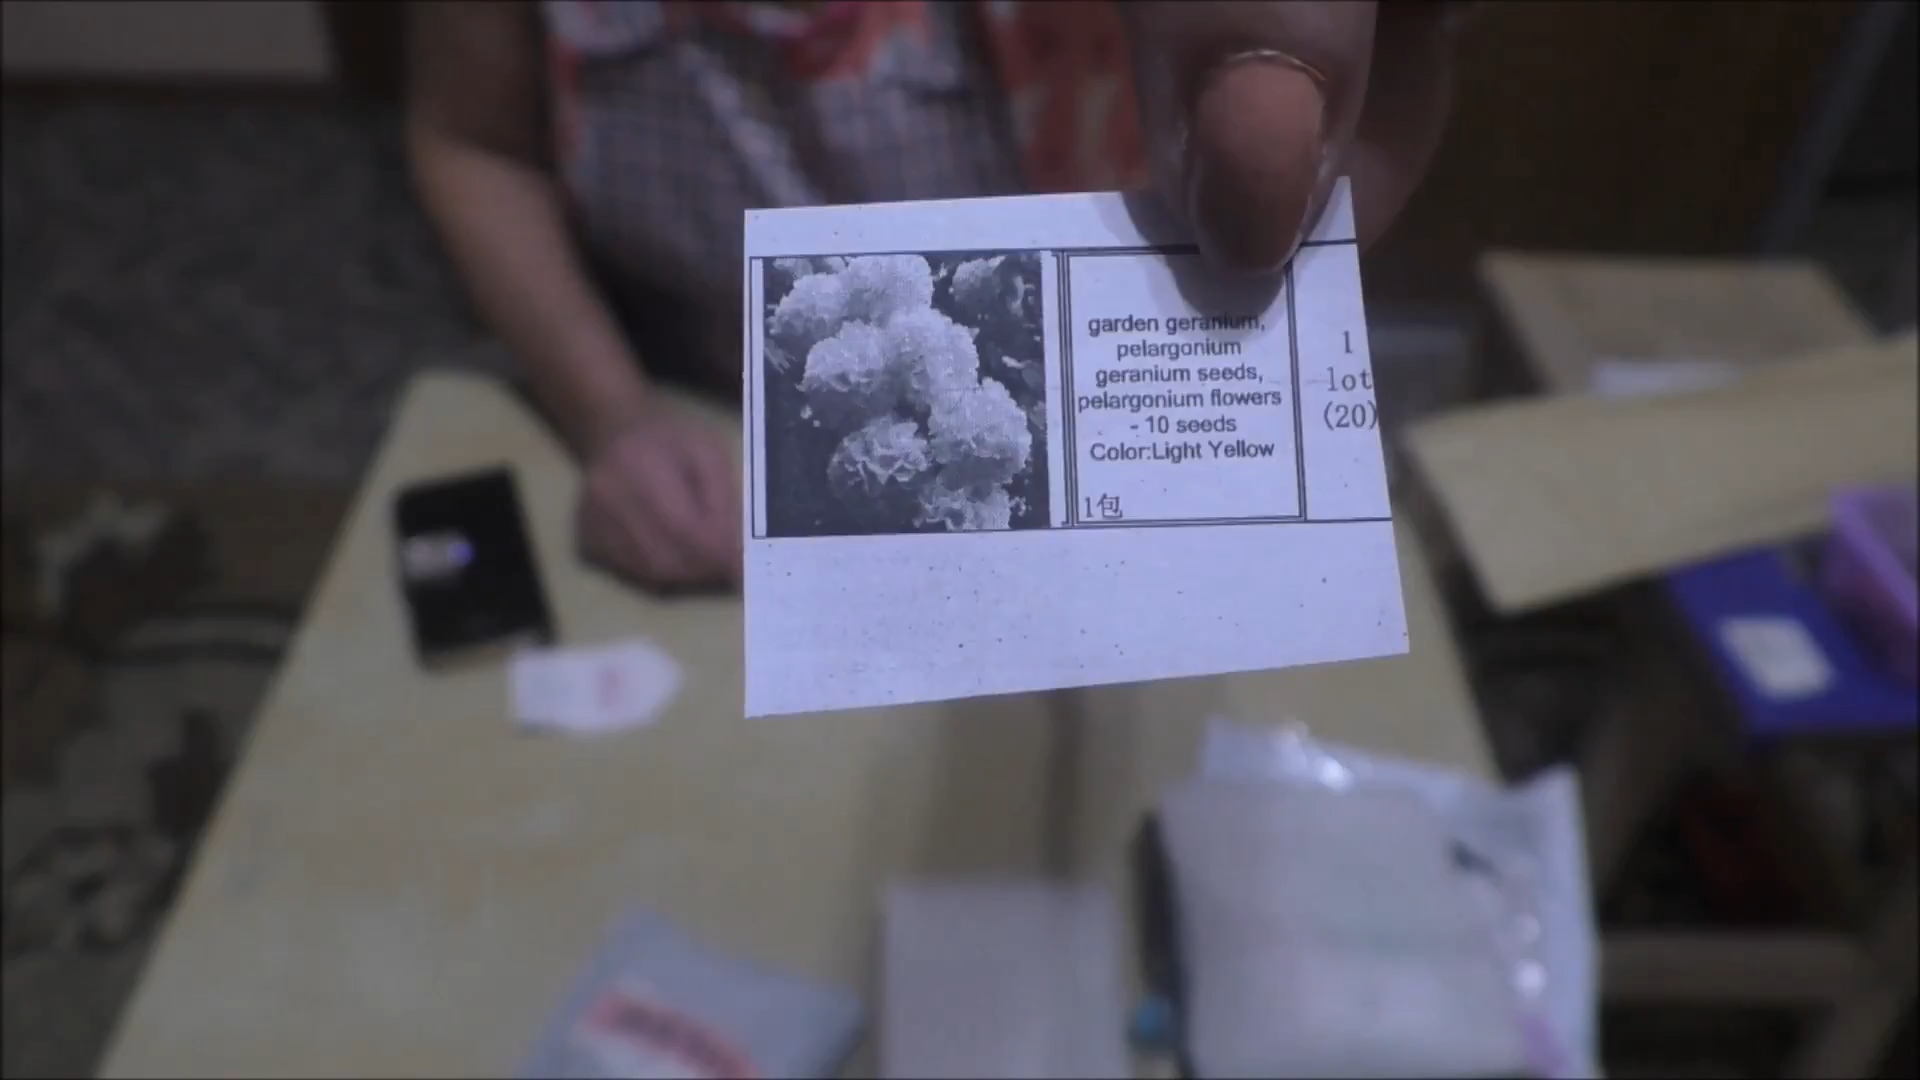 garden geranium,
pelargonium
geranium seeds,
pelargonium flowers
- 10 seeds
Color:Light Yellow
1包
1
lot
(20)